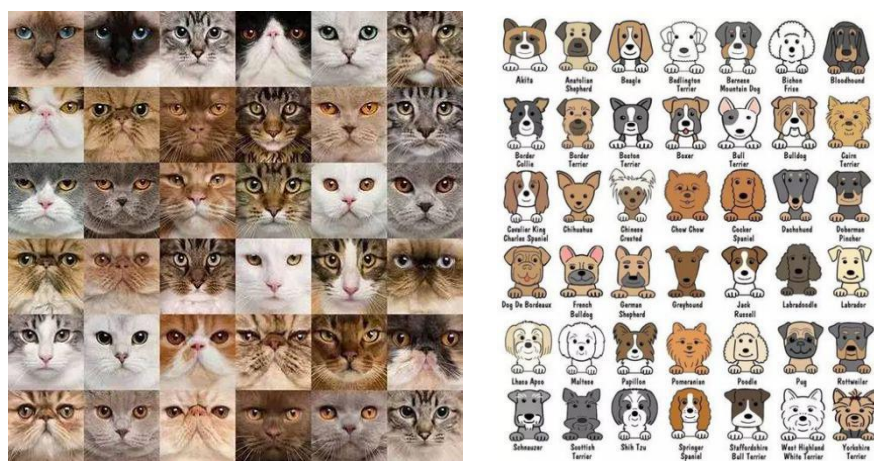 Akita
Anatolian
Shepherd
Beagle
Bedlington
Terrier
Bernese
Mountain Dog
Bichon
Frise
Bloodhound
Border
Collie
Border
Terrier
Boston
Terrier
Boxer
Bull
Terrier
Bulldog
Cairn
Terrier
Cavalier King
Charles Spaniel
Chihuahua
Chinese
Crested
Chow Chow
Cocker
Spaniel
Dachshund
Doberman
Pincher
Dog De Bordeaux
French
Bulldog
German
Shepherd
Greyhound
Jack
Russell
Labradoodle
Labrador
Lhasa Apso
Maltese
Papillon
Pomeranian
Poodle
Pug
Rottweiler
Schnauzer
Scottish
Terrier
Shih Tzu
Springer
Spaniel
Staffordshire
Bull Terrier
West Highland
White Terrier
Yorkshire
Terrier